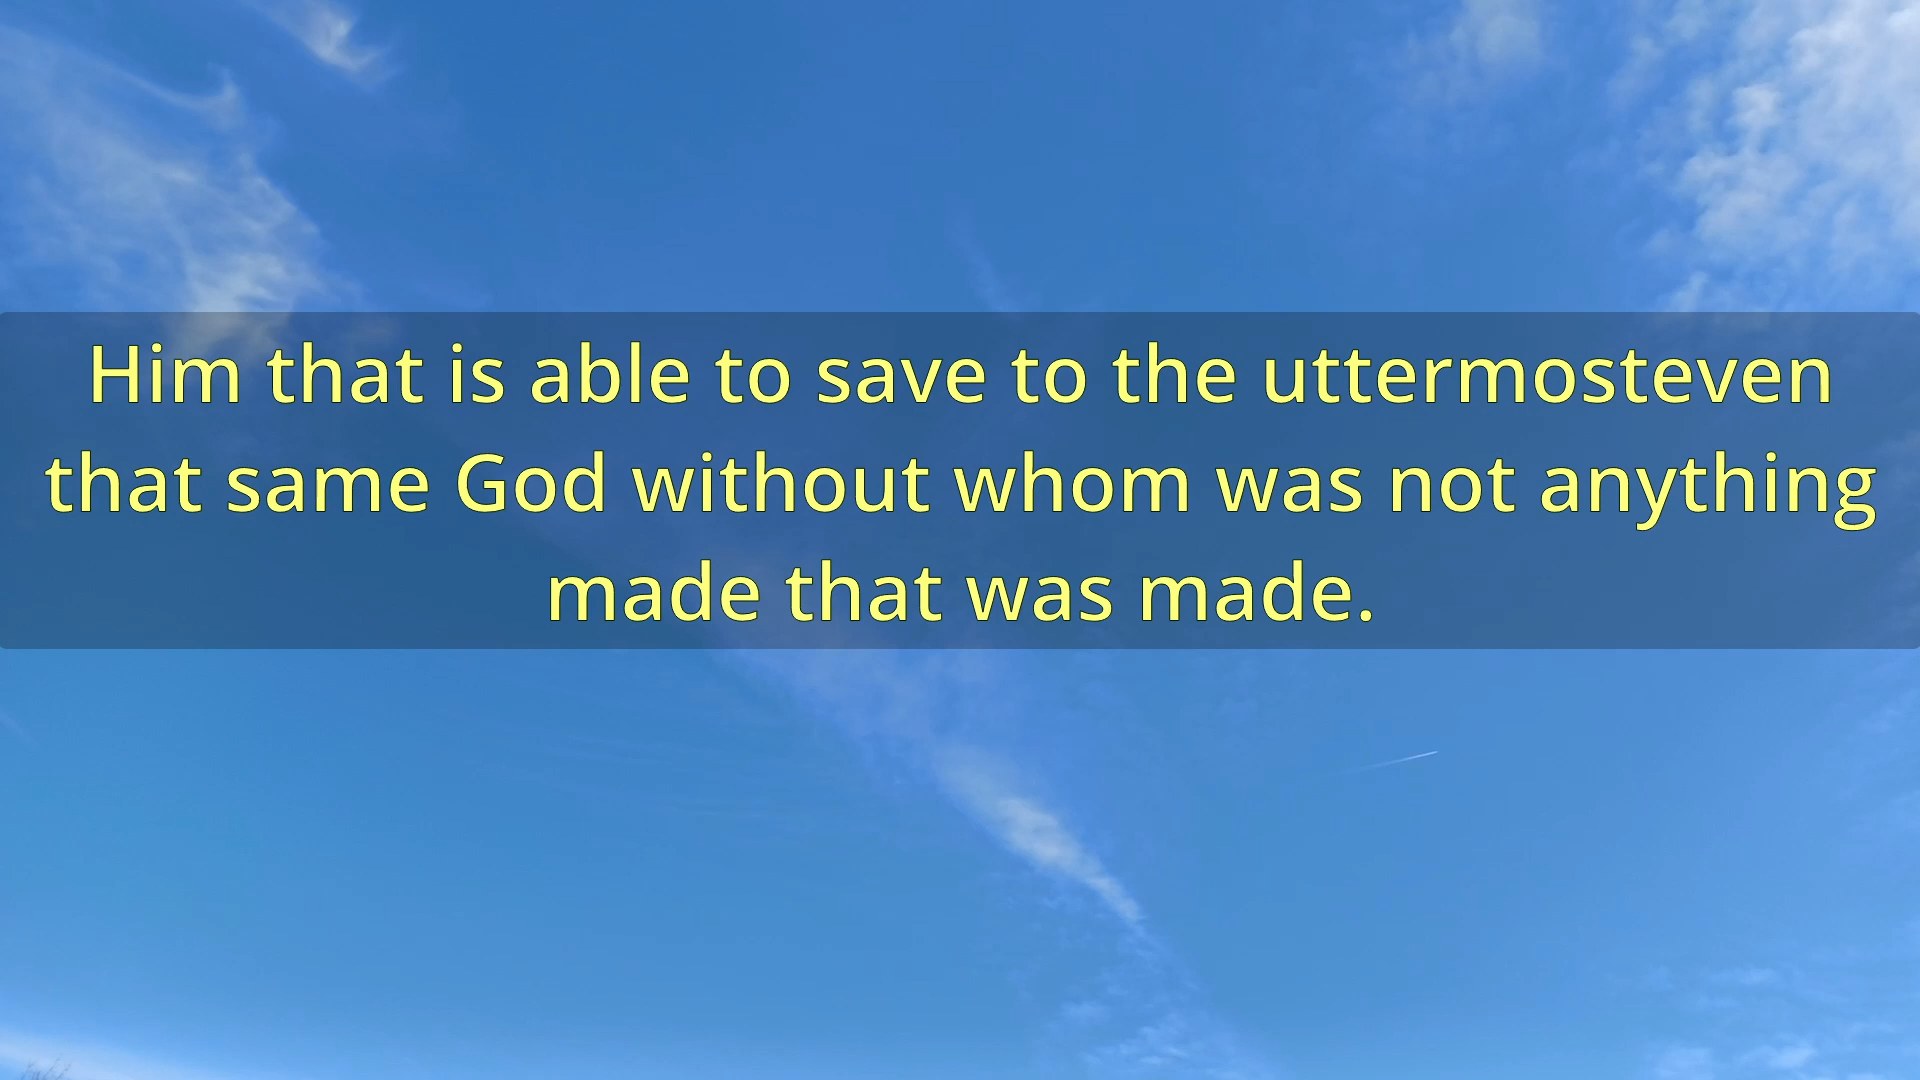 Him that is able to save to the uttermosteven
that same God without whom was not anything
made that was made.